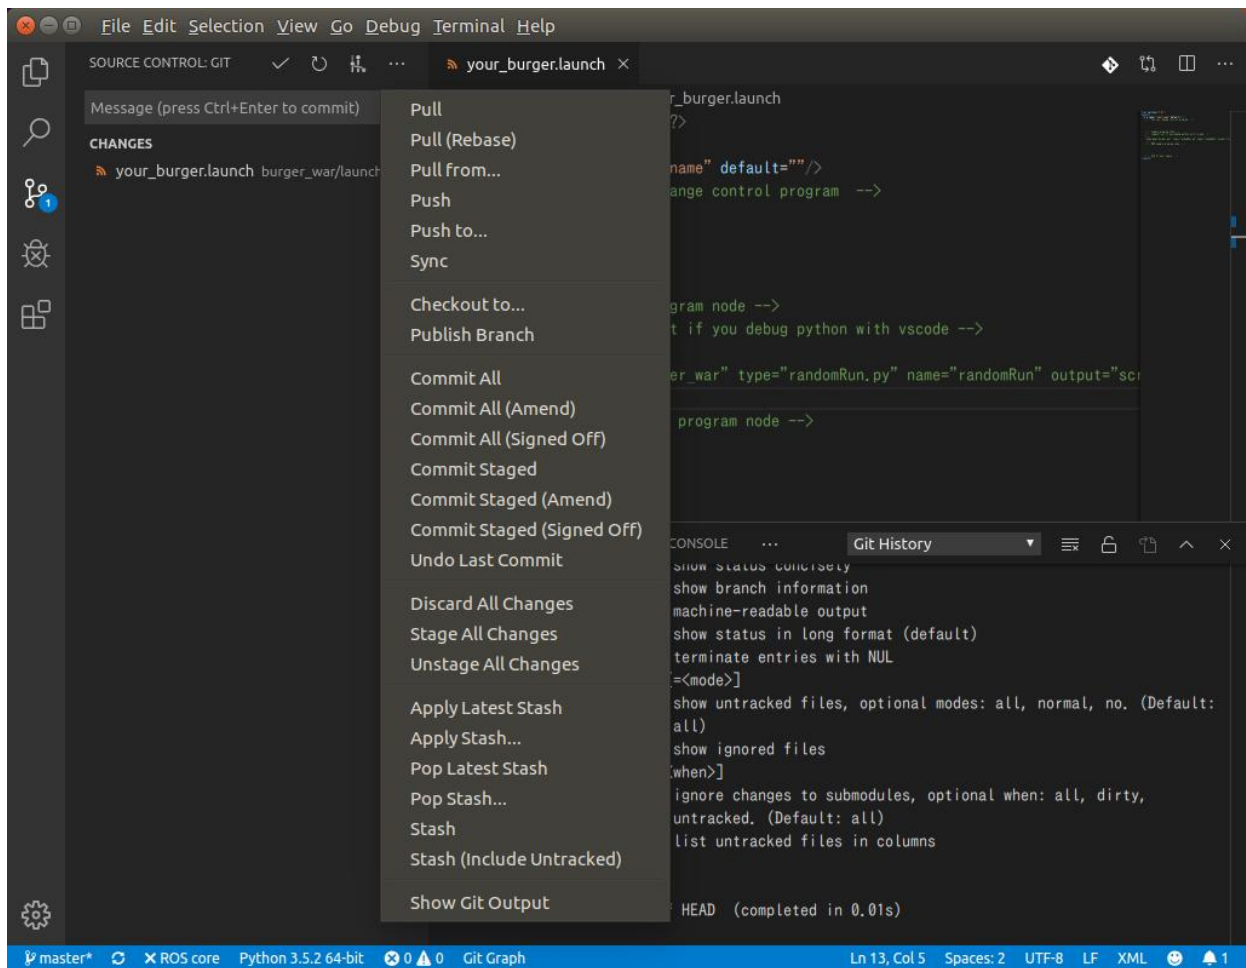 File Edit Selection View Go Debug Terminal Help
SOURCE CONTROL: GIT
your_burger.launch
Message (press Ctrl+Enter to commit)
CHANGES
your_burger.launch burger_war/launch
1
Pull
Pull (Rebase)
Pull from...
Push
Push to...
Sync
Checkout to...
Publish Branch
Commit All
Commit All (Amend)
Commit All (Signed Off)
Commit Staged
Commit Staged (Amend)
Commit Staged (Signed Off)
Undo Last Commit
Discard All Changes
Stage All Changes
Unstage All Changes
Apply Latest Stash
Apply Stash...
Pop Latest Stash
Pop Stash...
Stash
Stash (Include Untracked)
Show Git Output
r_burger.launch
?>
name" default=""/>
ange control program -->
gram node -->
t if you debug python with vscode -->
er_war" type="randomRun.py" name="randomRun" output="scr
program node -->
CONSOLE ... Git History
show status concisely
show branch information
machine-readable output
show status in long format (default)
terminate entries with NUL
=<mode>]
show untracked files, optional modes: all, normal, no. (Default:
all)
show ignored files
when>]
ignore changes to submodules, optional when: all, dirty,
untracked. (Default: all)
list untracked files in columns
HEAD (completed in 0.01s)
master* ROS core Python 3.5.2 64-bit 0 0 Git Graph Ln 13, Col 5 Spaces: 2 UTF-8 LF XML 1